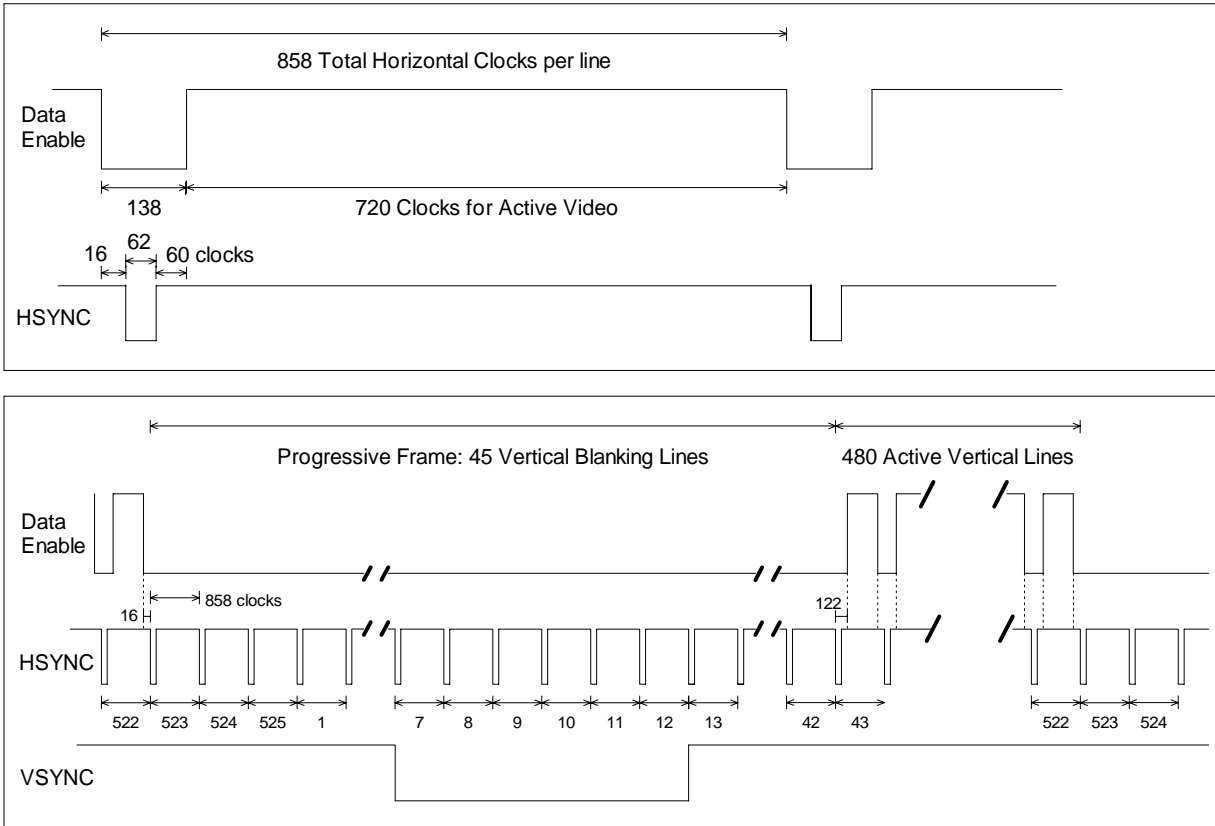 858 Total Horizontal Clocks per line
Data
Enable
138
720 Clocks for Active Video
62
16
60 clocks
HSYNC
Progressive Frame: 45 Vertical Blanking Lines
480 Active Vertical Lines
Data
Enable
16
858 clocks
122
HSYNC
522 523 524 525 1 7 8 9 10 11 12 13 42 43 522 523 524
VSYNC